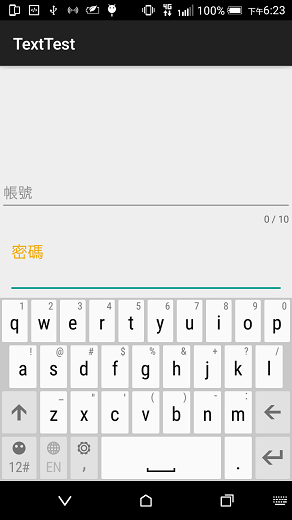 100% 下午6:23
TextTest
帳號
0 / 10
密碼
1 2 3 4 5 6 7 8 9 0
q w e r t y u i o p
! @ # $ % & + ? /
a s d f g h j k l
_ " ' ( ) - :
z x c v b n m
12# EN , .